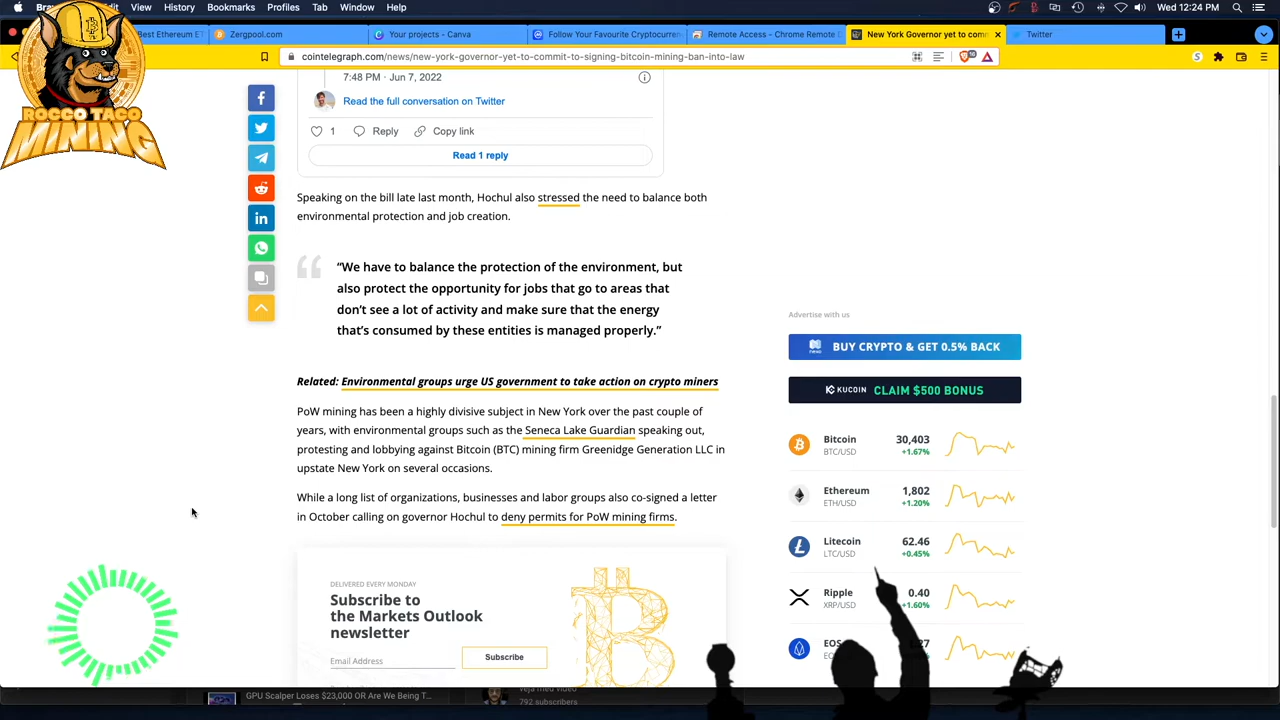 View History Bookmarks Profiles Tab Window Help
Wed 12:24 PM
Best Ethereum ET
Zergpool.com
Your projects - Canva
Follow Your Favourite Cryptocurren
Remote Access - Chrome Remote D
New York Governor yet to comm
Twitter
cointelegraph.com/news/new-york-governor-yet-to-commit-to-signing-bitcoin-mining-ban-into-law
ROCCO TACO
MINING
7:48 PM · Jun 7, 2022
Read the full conversation on Twitter
1 Reply Copy link
Read 1 reply
Speaking on the bill late last month, Hochul also stressed the need to balance both
environmental protection and job creation.
“We have to balance the protection of the environment, but
also protect the opportunity for jobs that go to areas that
don’t see a lot of activity and make sure that the energy
that’s consumed by these entities is managed properly.”
Related: Environmental groups urge US government to take action on crypto miners
PoW mining has been a highly divisive subject in New York over the past couple of
years, with environmental groups such as the Seneca Lake Guardian speaking out,
protesting and lobbying against Bitcoin (BTC) mining firm Greenidge Generation LLC in
upstate New York on several occasions.
While a long list of organizations, businesses and labor groups also co-signed a letter
in October calling on governor Hochul to deny permits for PoW mining firms.
DELIVERED EVERY MONDAY
Subscribe to
the Markets Outlook
newsletter
Email Address
Subscribe
Advertise with us
nexo BUY CRYPTO & GET 0.5% BACK
KUCOIN CLAIM $500 BONUS
Bitcoin 30,403
BTC/USD +1.67%
Ethereum 1,802
ETH/USD +1.20%
Litecoin 62.46
LTC/USD +0.45%
Ripple 0.40
XRP/USD +1.60%
EOS
GPU Scalper Loses $23,000 OR Are We Being T...
792 subscribers